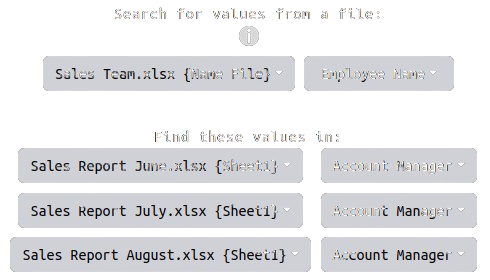 Search for values from a file:
Sales Team.xlsx {Name File} Employee Name
Find these values in:
Sales Report June.xlsx {Sheet1} Account Manager
Sales Report July.xlsx {Sheet1} Account Manager
Sales Report August.xlsx {Sheet1} Account Manager